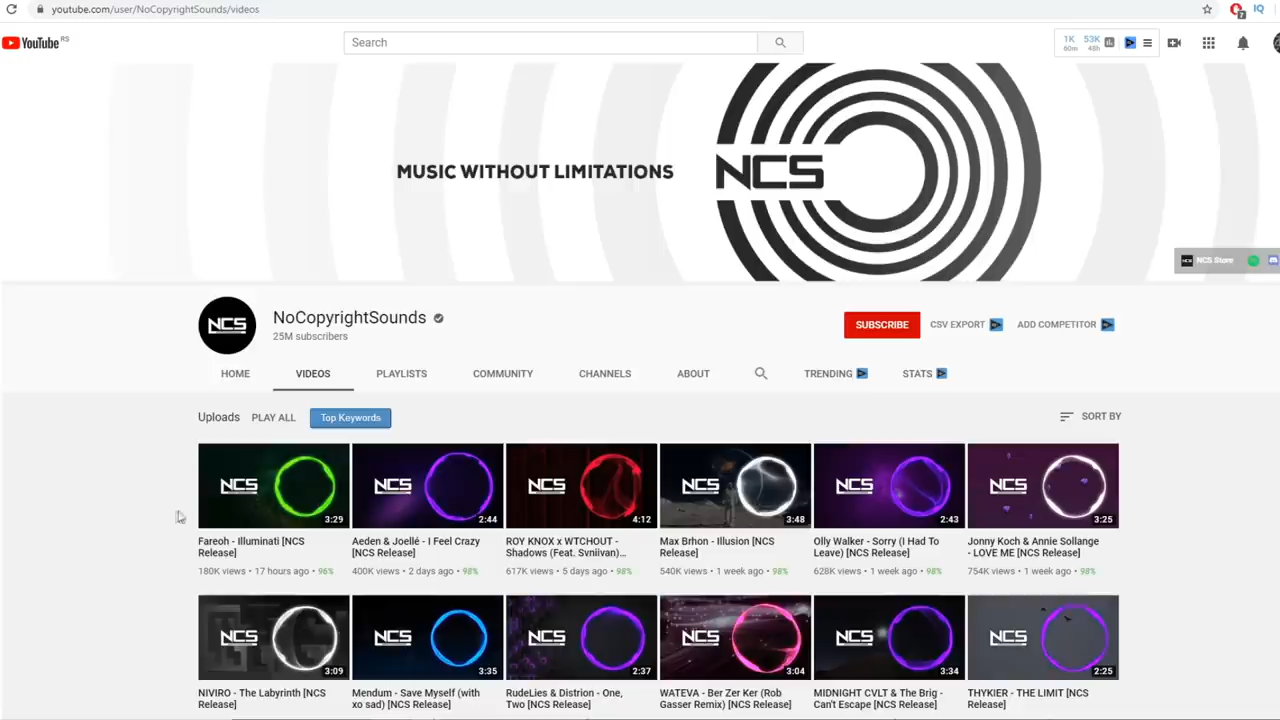 youtube.com/user/NoCopyrightSounds/videos
IQ
7
YouTube RS
Search
1K 53K
60m 48h
MUSIC WITHOUT LIMITATIONS
NCS
NCS Store
NCS
NoCopyrightSounds
25M subscribers
SUBSCRIBE
CSV EXPORT
ADD COMPETITOR
HOME VIDEOS PLAYLISTS COMMUNITY CHANNELS ABOUT TRENDING STATS
Uploads PLAY ALL Top Keywords SORT BY
NCS NCS NCS NCS NCS NCS
3:29 2:44 4:12 3:48 2:43 3:25
Fareoh - Illuminati [NCS
Release]
180K views • 17 hours ago • 96%
Aeden & Joellé - I Feel Crazy
[NCS Release]
400K views • 2 days ago • 98%
ROY KNOX x WTCHOUT -
Shadows (Feat. Svniivan)...
617K views • 5 days ago • 98%
Max Brhon - Illusion [NCS
Release]
540K views • 1 week ago • 98%
Olly Walker - Sorry (I Had To
Leave) [NCS Release]
628K views • 1 week ago • 98%
Jonny Koch & Annie Sollange
- LOVE ME [NCS Release]
754K views • 1 week ago • 98%
NCS NCS NCS NCS NCS NCS
3:09 3:35 2:37 3:04 3:34 2:25
NIVIRO - The Labyrinth [NCS
Release]
Mendum - Save Myself (with
xo sad) [NCS Release]
RudeLies & Distrion - One,
Two [NCS Release]
WATEVA - Ber Zer Ker (Rob
Gasser Remix) [NCS Release]
MIDNIGHT CVLT & The Brig -
Can't Escape [NCS Release]
THYKIER - THE LIMIT [NCS
Release]